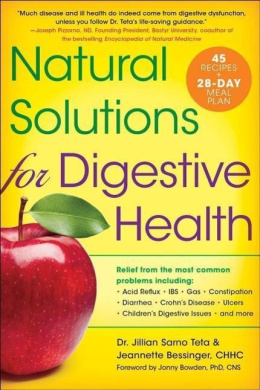 "Much disease and ill health do indeed come from digestive dysfunction,
unless you follow Dr. Teta's life-saving guidance."
—Joseph Pizzorno, ND, Founding President, Bastyr University, coauthor of
the bestselling Encyclopedia of Natural Medicine
Natural
Solutions
for Digestive
Health
45
RECIPES
+
28-DAY
MEAL
PLAN
Relief from the most common
problems including:
• Acid Reflux • IBS • Gas • Constipation
• Diarrhea • Crohn's Disease • Ulcers
• Children's Digestive Issues • and more
Dr. Jillian Sarno Teta &
Jeannette Bessinger, CHHC
Foreword by Jonny Bowden, PhD, CNS